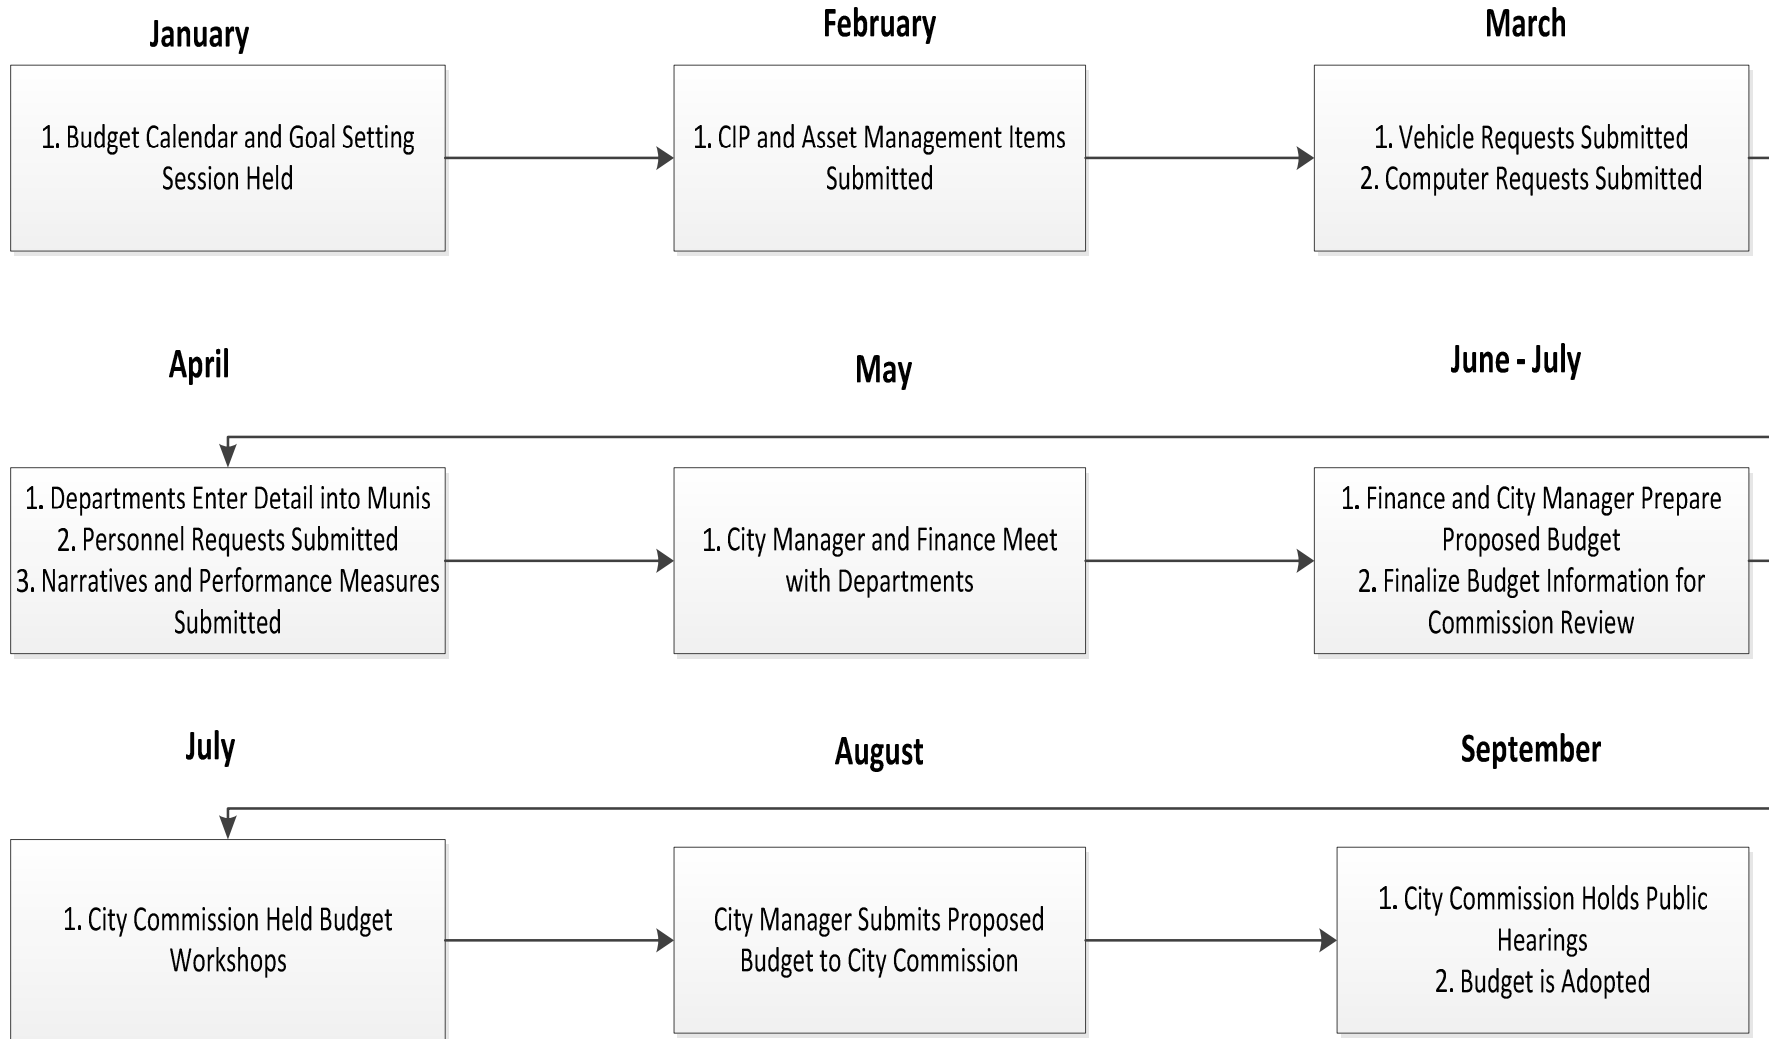 January
1. Budget Calendar and Goal Setting
Session Held
February
1. CIP and Asset Management Items
Submitted
March
1. Vehicle Requests Submitted
2. Computer Requests Submitted
April
1. Departments Enter Detail into Munis
2. Personnel Requests Submitted
3. Narratives and Performance Measures
Submitted
May
1. City Manager and Finance Meet
with Departments
June - July
1. Finance and City Manager Prepare
Proposed Budget
2. Finalize Budget Information for
Commission Review
July
1. City Commission Held Budget
Workshops
August
City Manager Submits Proposed
Budget to City Commission
September
1. City Commission Holds Public
Hearings
2. Budget is Adopted